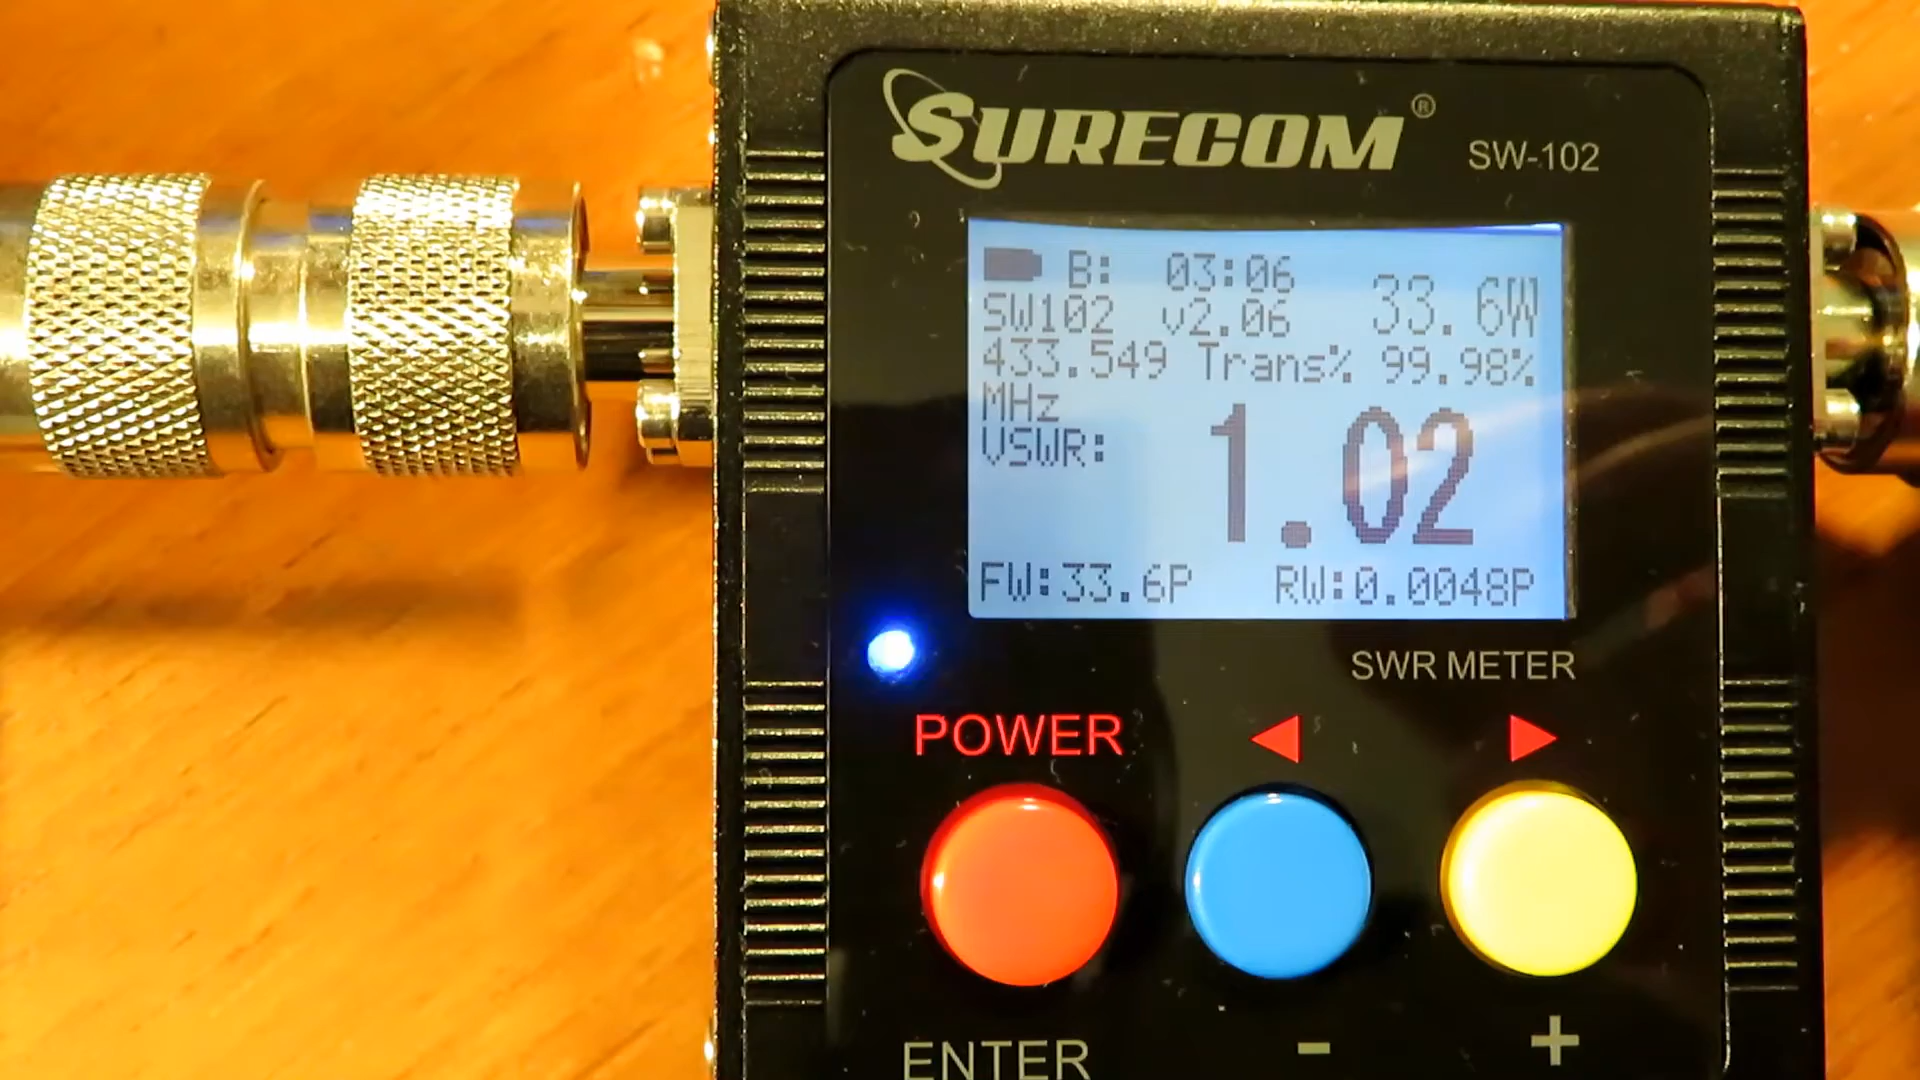 SURECOM® SW-102
B: 03:06 33.6W
SW102 v2.06
433.549 Trans% 99.98%
MHz
VSWR: 1.02
FW:33.6P RW:0.0048P
SWR METER
POWER ◀ ▶
ENTER - +